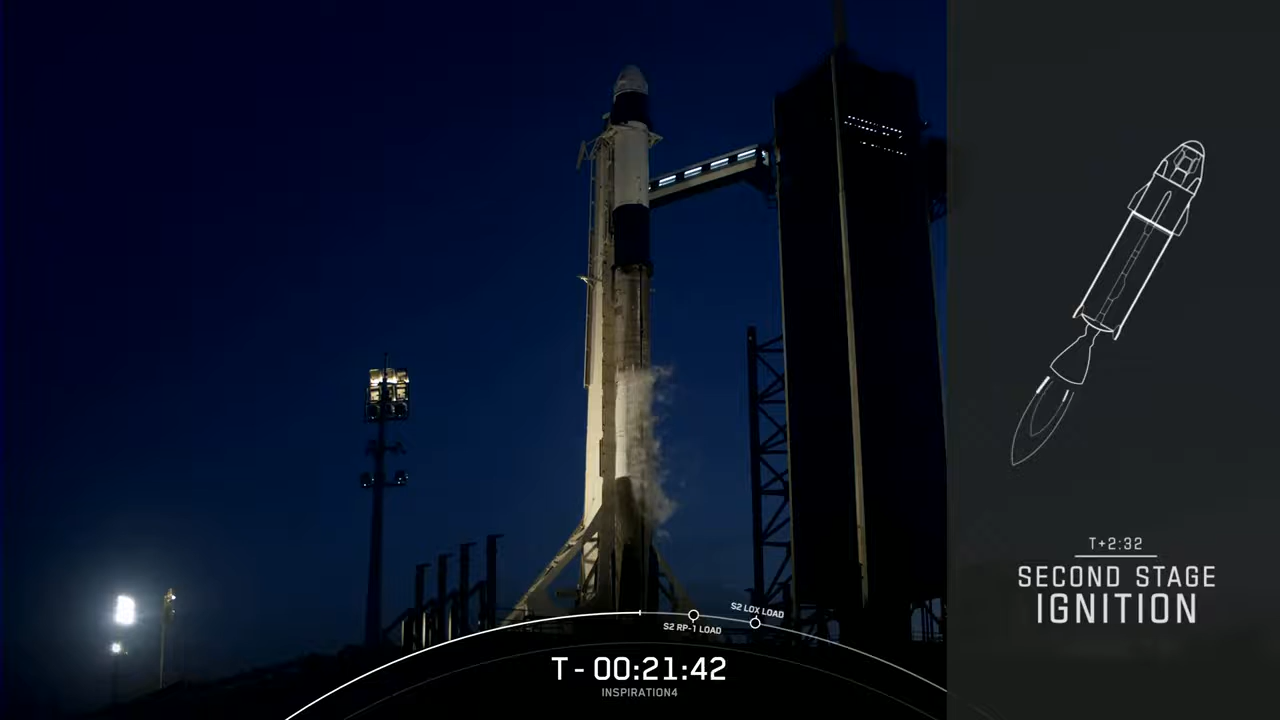 S2 LOX LOAD
S2 RP-1 LOAD
T - 00:21:42
INSPIRATION4
T+2:32
SECOND STAGE
IGNITION